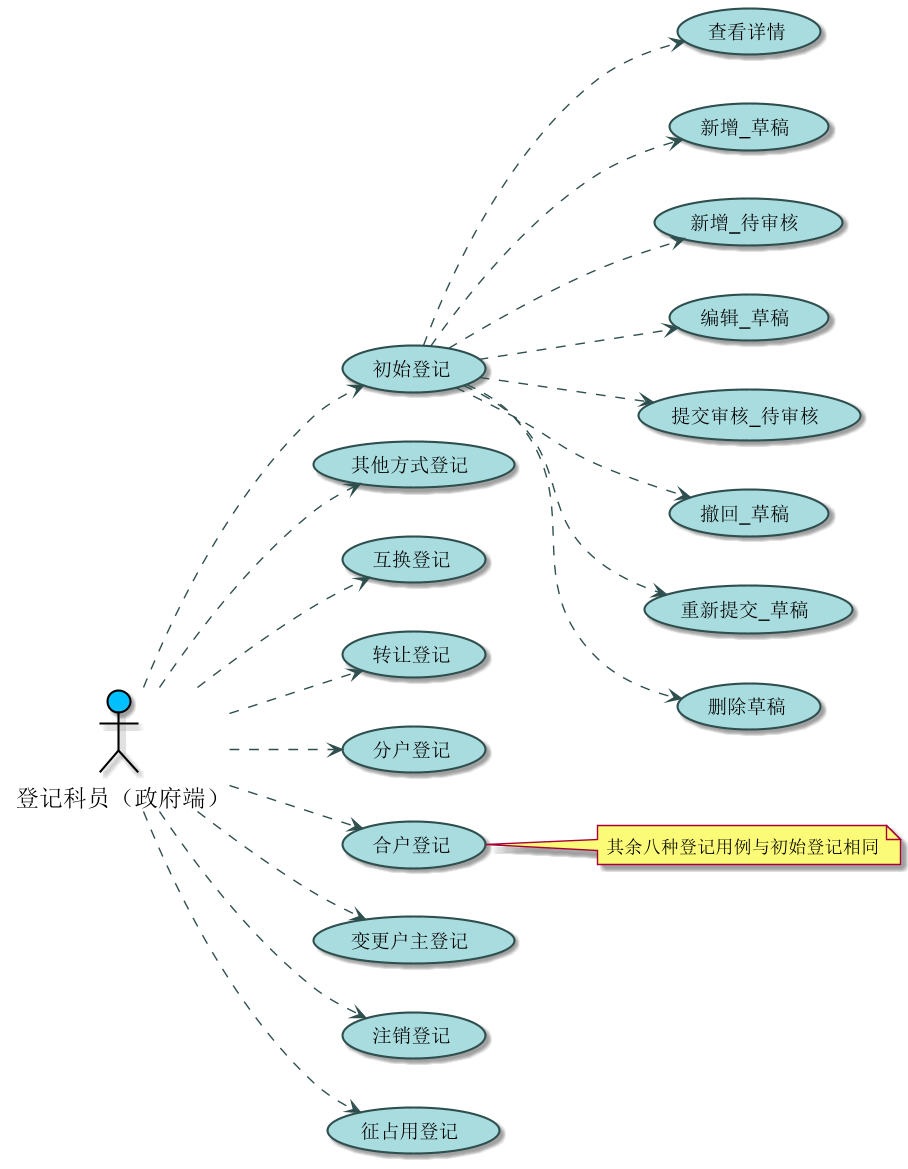 查看详情
新增_草稿
新增_待审核
编辑_草稿
初始登记
提交审核_待审核
其他方式登记
撤回_草稿
互换登记
重新提交_草稿
转让登记
删除草稿
分户登记
登记科员（政府端）
合户登记
其余八种登记用例与初始登记相同
变更户主登记
注销登记
征占用登记